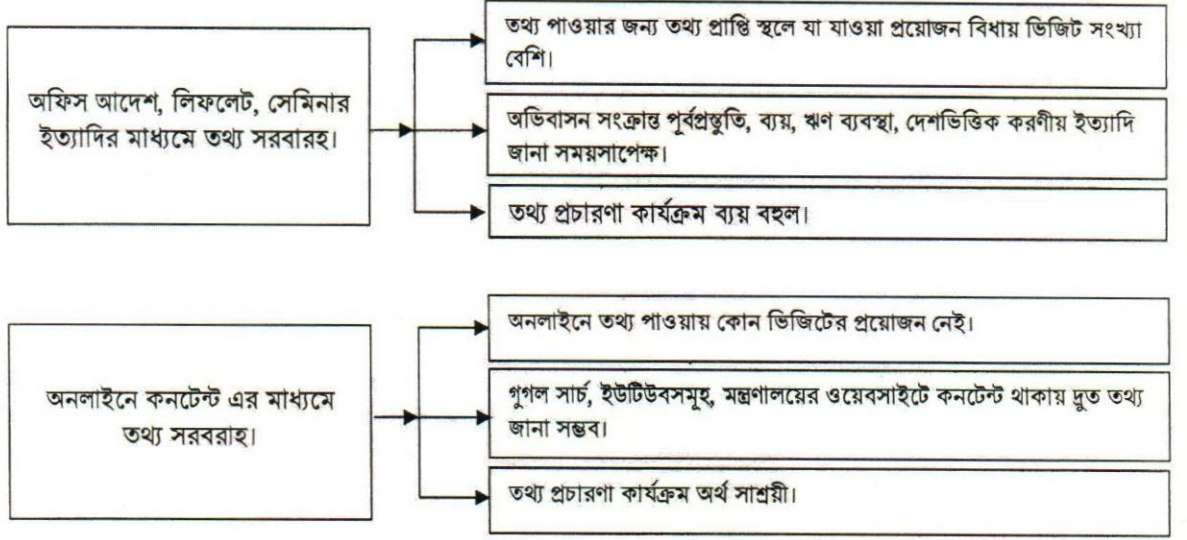 তথ্য পাওয়ার জন্য তথ্য প্রাপ্তি স্থলে যা যাওয়া প্রয়োজন বিধায় ভিজিট সংখ্যা
বেশি।
অফিস আদেশ, লিফলেট, সেমিনার
ইত্যাদির মাধ্যমে তথ্য সরবারহ।
অভিবাসন সংক্রান্ত পূর্বপ্রস্তুতি, ব্যয়, ঋণ ব্যবস্থা, দেশভিত্তিক করণীয় ইত্যাদি
জানা সময়সাপেক্ষ।
তথ্য প্রচারণা কার্যক্রম ব্যয় বহুল।
অনলাইনে তথ্য পাওয়ায় কোন ভিজিটের প্রয়োজন নেই।
অনলাইনে কনটেন্ট এর মাধ্যমে
তথ্য সরবরাহ।
গুগল সার্চ, ইউটিউবসমূহ, মন্ত্রণালয়ের ওয়েবসাইটে কনটেন্ট থাকায় দ্রুত তথ্য
জানা সম্ভব।
তথ্য প্রচারণা কার্যক্রম অর্থ সাশ্রয়ী।